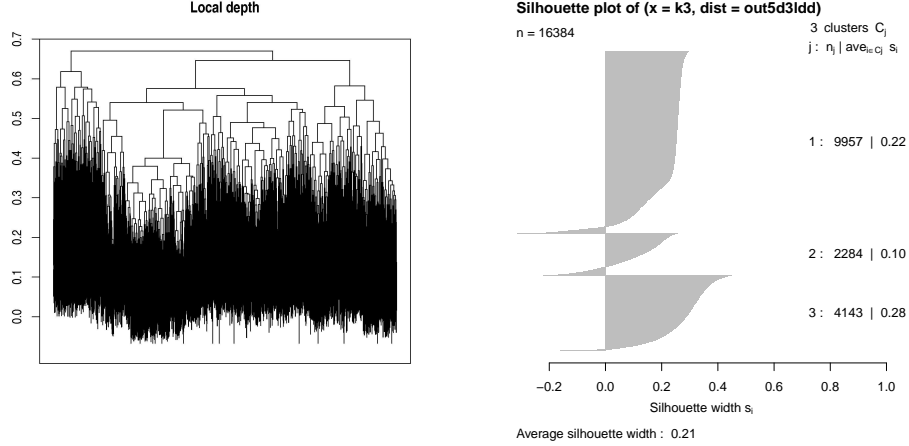 Local depth
0.7
0.6
0.5
0.4
0.3
0.2
0.1
0.0
Silhouette plot of (x = k3, dist = out5d3ldd)
n = 16384
3 clusters Cj
j : nj | avei∈Cj si
1 : 9957 | 0.22
2 : 2284 | 0.10
3 : 4143 | 0.28
−0.2 0.0 0.2 0.4 0.6 0.8 1.0
Silhouette width si
Average silhouette width : 0.21